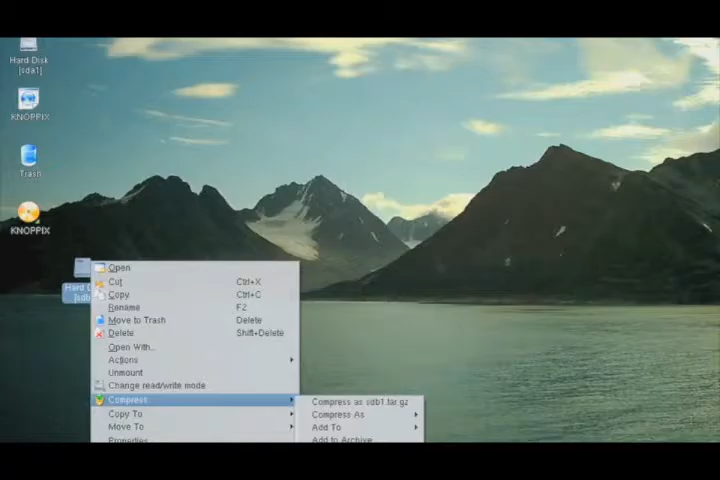 Hard Disk
[sda1]
KNOPPIX
Trash
KNOPPIX
Hard D
[sdb
Open
Cut Ctrl+X
Copy Ctrl+C
Rename F2
Move to Trash Delete
Delete Shift+Delete
Open With...
Actions
Unmount
Change read/write mode
Compress
Copy To
Move To
Properties
Compress as sdb1.tar.gz
Compress As
Add To
Add to Archive...